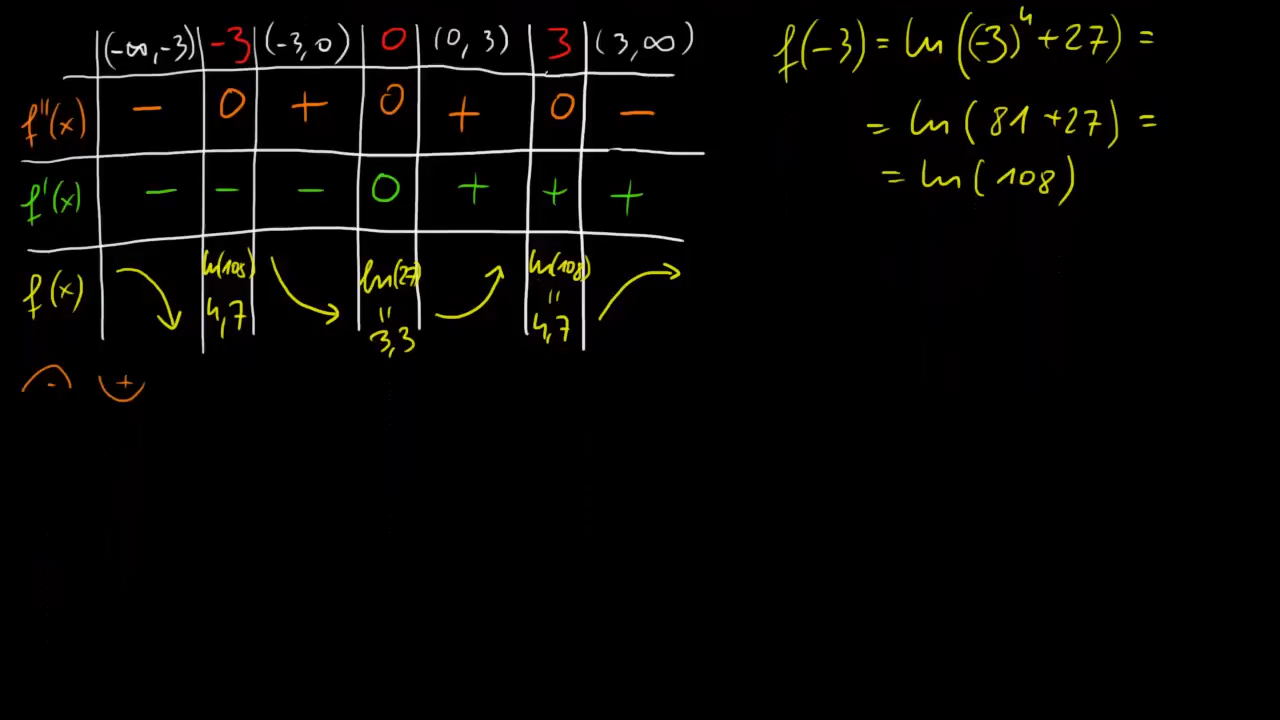 (-∞, -3) -3 (-3, 0) 0 (0, 3) 3 (3, ∞)
f''(x) - 0 + 0 + 0 -
f'(x) - - - 0 + + +
f(x) ln(108) ln(27) ln(108)
4,7 = 3,3 = 4,7
- +
f(-3) = ln((-3)⁴ + 27) =
= ln(81 + 27) =
= ln(108)